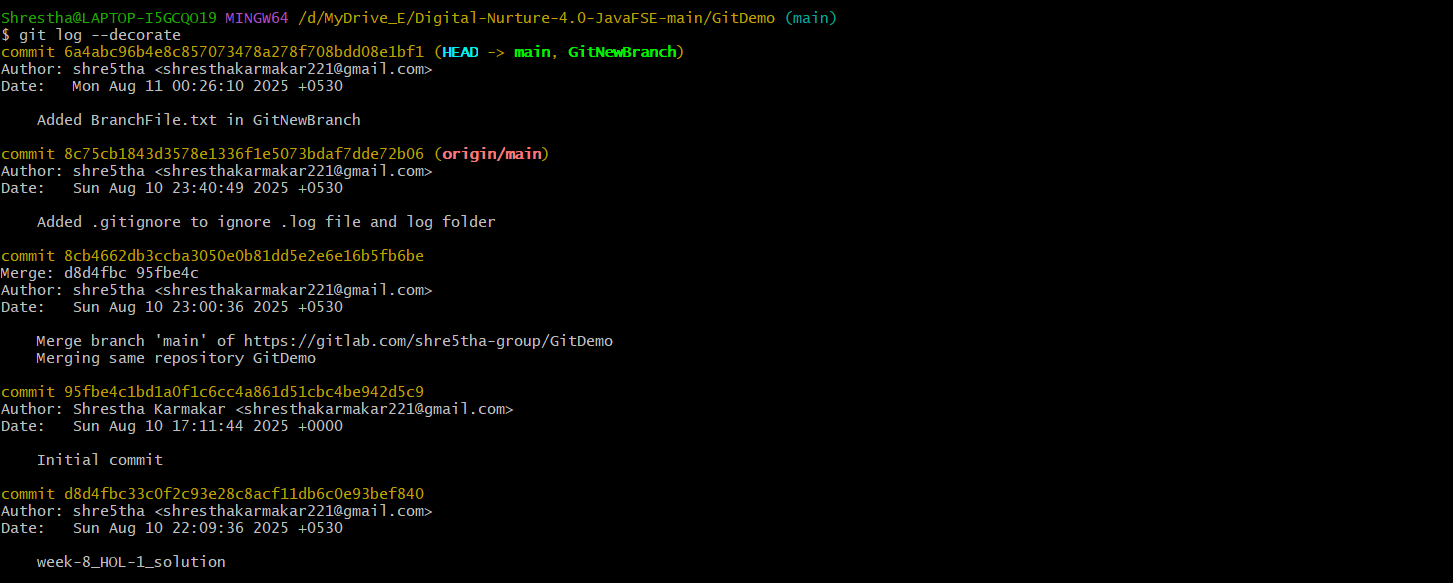 Shrestha@LAPTOP-I5GCQO19 MINGW64 /d/MyDrive_E/Digital-Nurture-4.0-JavaFSE-main/GitDemo (main)
$ git log --decorate
commit 6a4abc96b4e8c857073478a278f708bdd08e1bf1 (HEAD -> main, GitNewBranch)
Author: shre5tha <shresthakarmakar221@gmail.com>
Date:   Mon Aug 11 00:26:10 2025 +0530

    Added BranchFile.txt in GitNewBranch

commit 8c75cb1843d3578e1336f1e5073bdaf7dde72b06 (origin/main)
Author: shre5tha <shresthakarmakar221@gmail.com>
Date:   Sun Aug 10 23:40:49 2025 +0530

    Added .gitignore to ignore .log file and log folder

commit 8cb4662db3ccba3050e0b81dd5e2e6e16b5fb6be
Merge: d8d4fbc 95fbe4c
Author: shre5tha <shresthakarmakar221@gmail.com>
Date:   Sun Aug 10 23:00:36 2025 +0530

    Merge branch 'main' of https://gitlab.com/shre5tha-group/GitDemo
    Merging same repository GitDemo

commit 95fbe4c1bd1a0f1c6cc4a861d51cbc4be942d5c9
Author: Shrestha Karmakar <shresthakarmakar221@gmail.com>
Date:   Sun Aug 10 17:11:44 2025 +0000

    Initial commit

commit d8d4fbc33c0f2c93e28c8acf11db6c0e93bef840
Author: shre5tha <shresthakarmakar221@gmail.com>
Date:   Sun Aug 10 22:09:36 2025 +0530

    week-8_HOL-1_solution